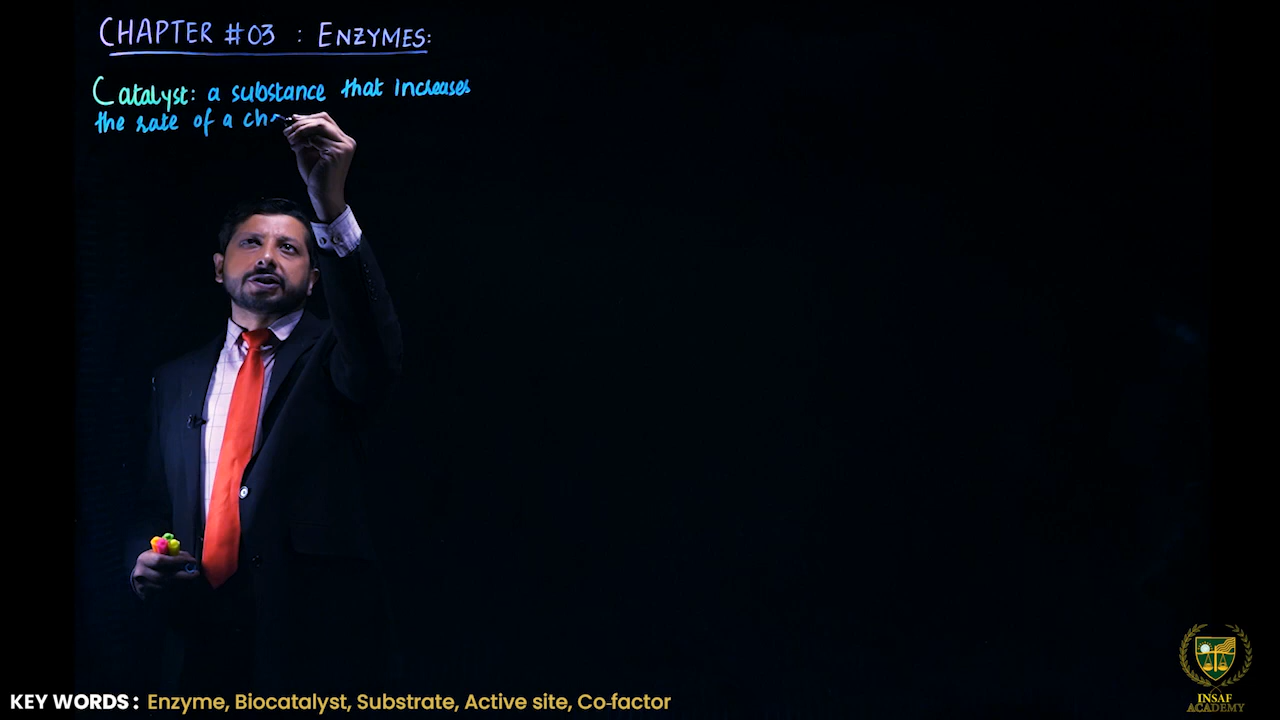 CHAPTER #03 : ENZYMES:
Catalyst: a substance that increases
the rate of a ch
KEY WORDS : Enzyme, Biocatalyst, Substrate, Active site, Co-factor
INSAF
ACADEMY